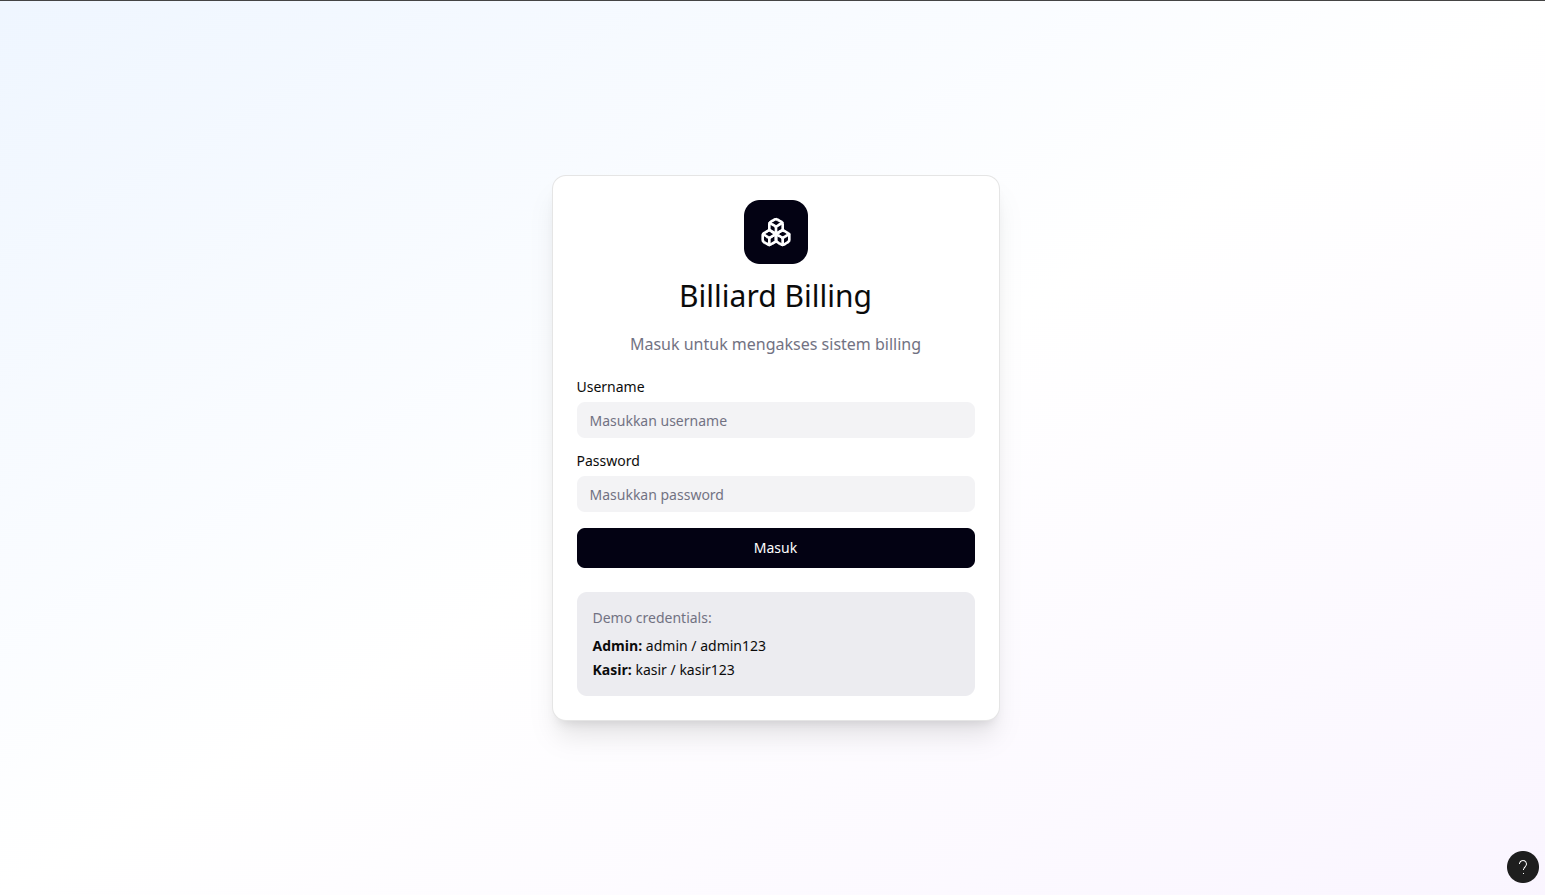 Billiard Billing
Masuk untuk mengakses sistem billing
Username
Masukkan username
Password
Masukkan password
Masuk
Demo credentials:
Admin: admin / admin123
Kasir: kasir / kasir123
?